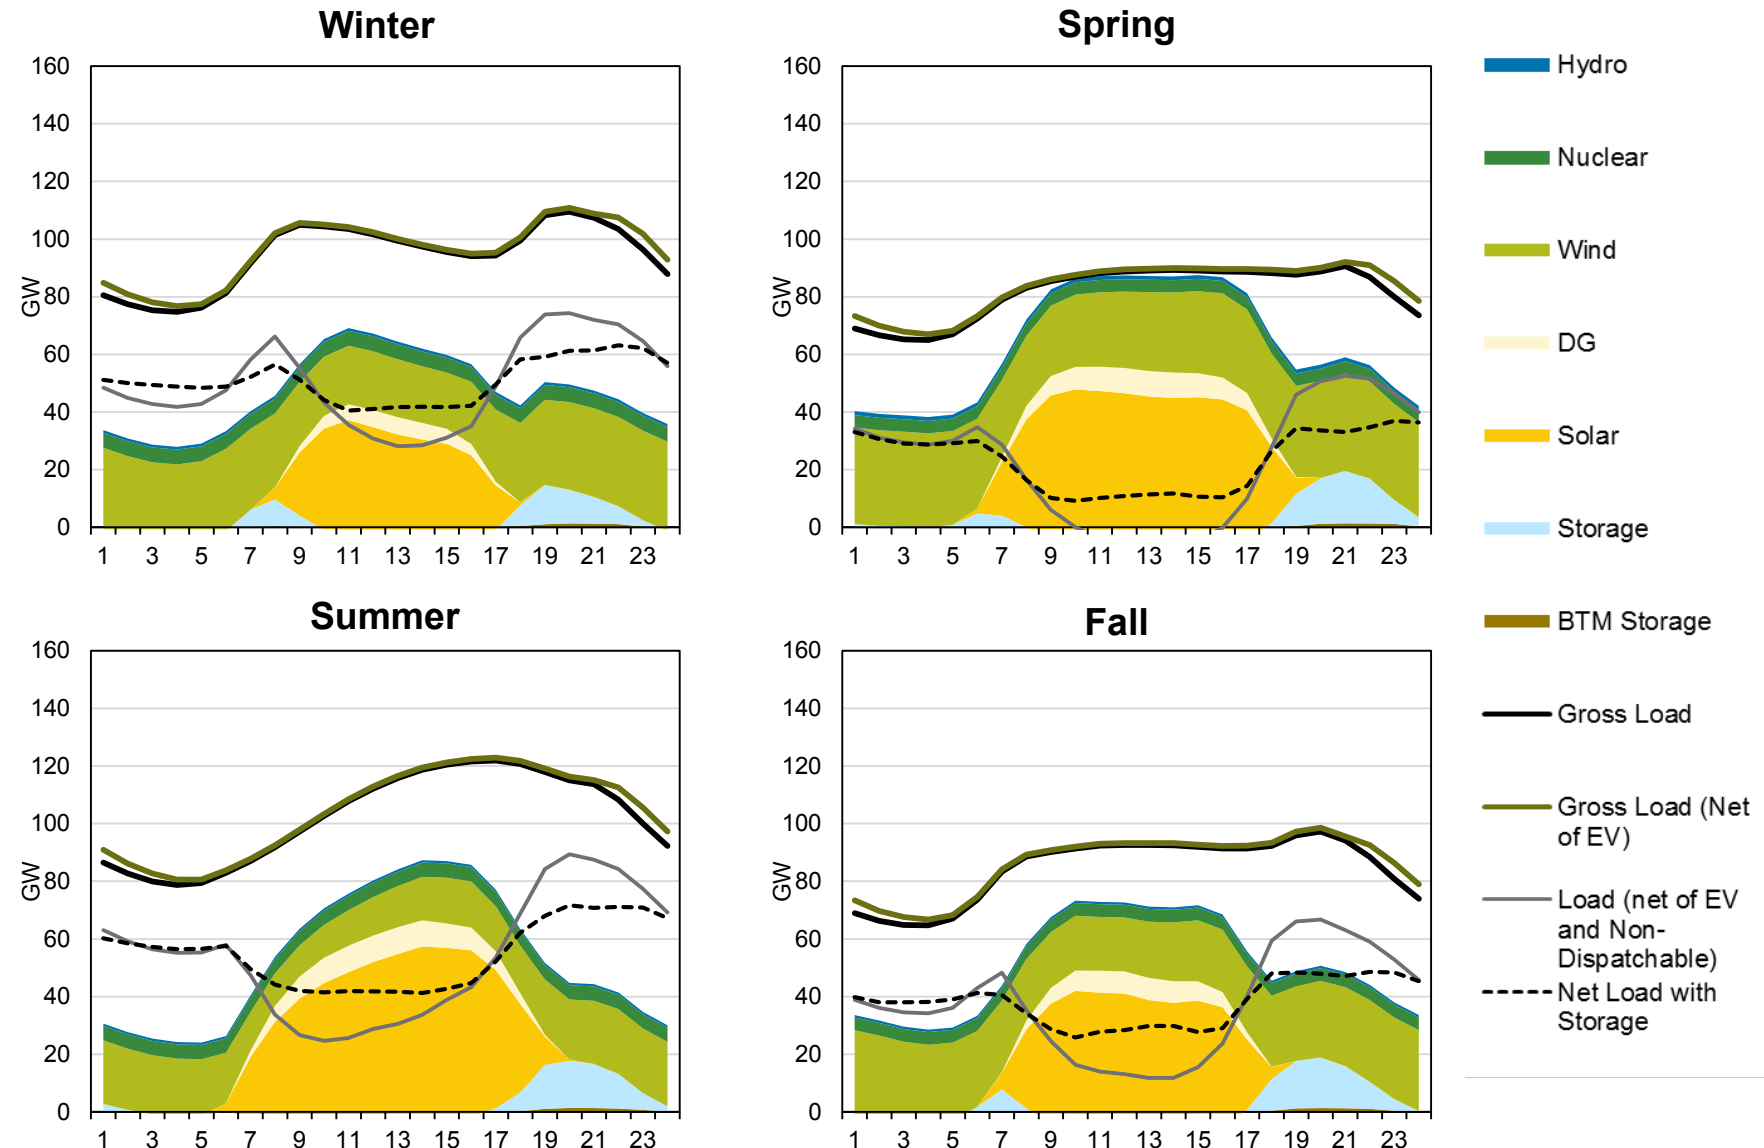 Winter
160
140
120
100
80
60
40
20
0
GW
1 3 5 7 9 11 13 15 17 19 21 23
Spring
160
140
120
100
80
60
40
20
0
GW
1 3 5 7 9 11 13 15 17 19 21 23
Summer
160
140
120
100
80
60
40
20
0
GW
1 3 5 7 9 11 13 15 17 19 21 23
Fall
160
140
120
100
80
60
40
20
0
GW
1 3 5 7 9 11 13 15 17 19 21 23
Hydro
Nuclear
Wind
DG
Solar
Storage
BTM Storage
Gross Load
Gross Load (Net
of EV)
Load (net of EV
and Non-
Dispatchable)
Net Load with
Storage